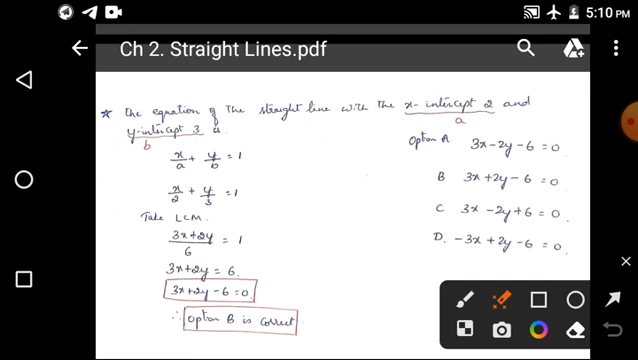 5:10 PM
Ch 2. Straight Lines.pdf
* The equation of the straight line with the x-intercept 2 and
a
y-intercept 3 is
b
x/a + y/b = 1
x/2 + y/3 = 1
Take LCM.
3x+2y/6 = 1
3x+2y = 6.
3x+2y-6=0.
∴ option B is correct
Option A. 3x-2y-6=0.
B 3x+2y-6=0
C 3x-2y+6=0.
D. -3x+2y-6=0.